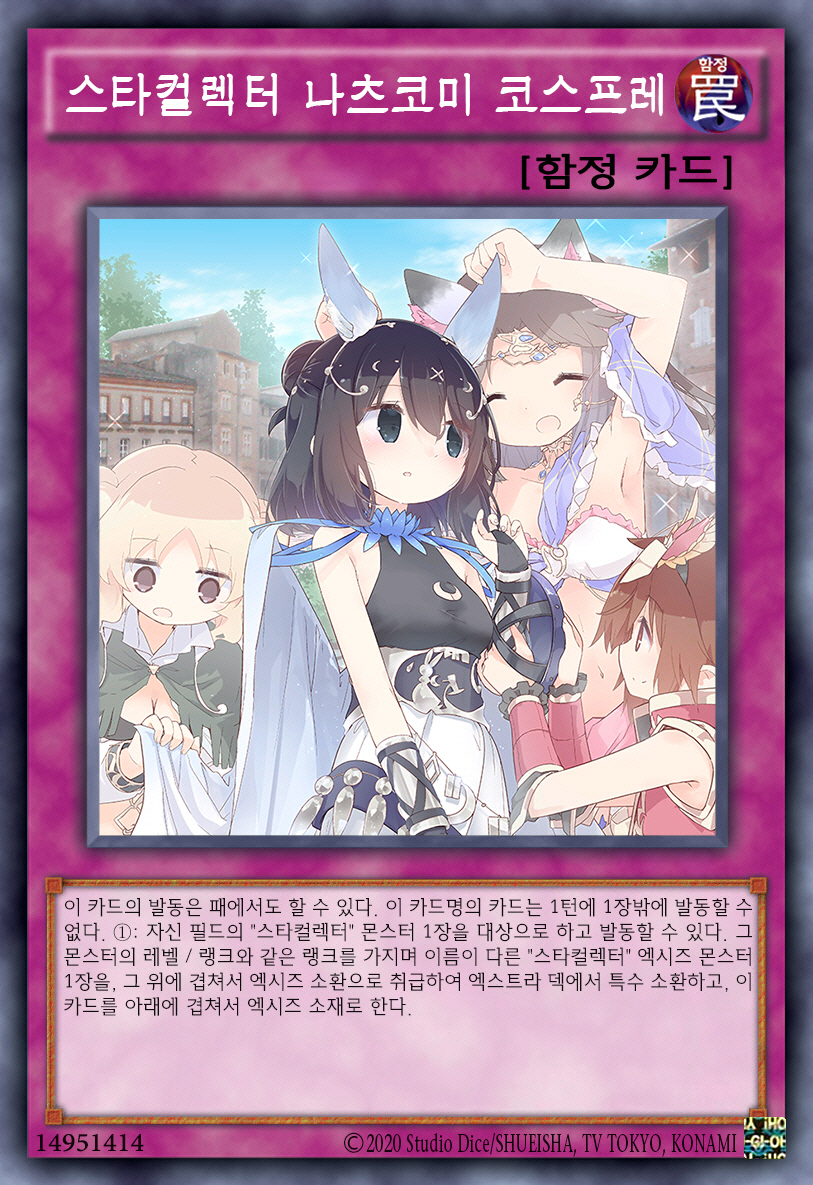 스타컬렉터 나츠코미 코스프레
함정
罠
[함정 카드]
이 카드의 발동은 패에서도 할 수 있다. 이 카드명의 카드는 1턴에 1장밖에 발동할 수
없다. ①: 자신 필드의 "스타컬렉터" 몬스터 1장을 대상으로 하고 발동할 수 있다. 그
몬스터의 레벨 / 랭크와 같은 랭크를 가지며 이름이 다른 "스타컬렉터" 엑시즈 몬스터
1장을, 그 위에 겹쳐서 엑시즈 소환으로 취급하여 엑스트라 덱에서 특수 소환하고, 이
카드를 아래에 겹쳐서 엑시즈 소재로 한다.
14951414
©2020 Studio Dice/SHUEISHA, TV TOKYO, KONAMI